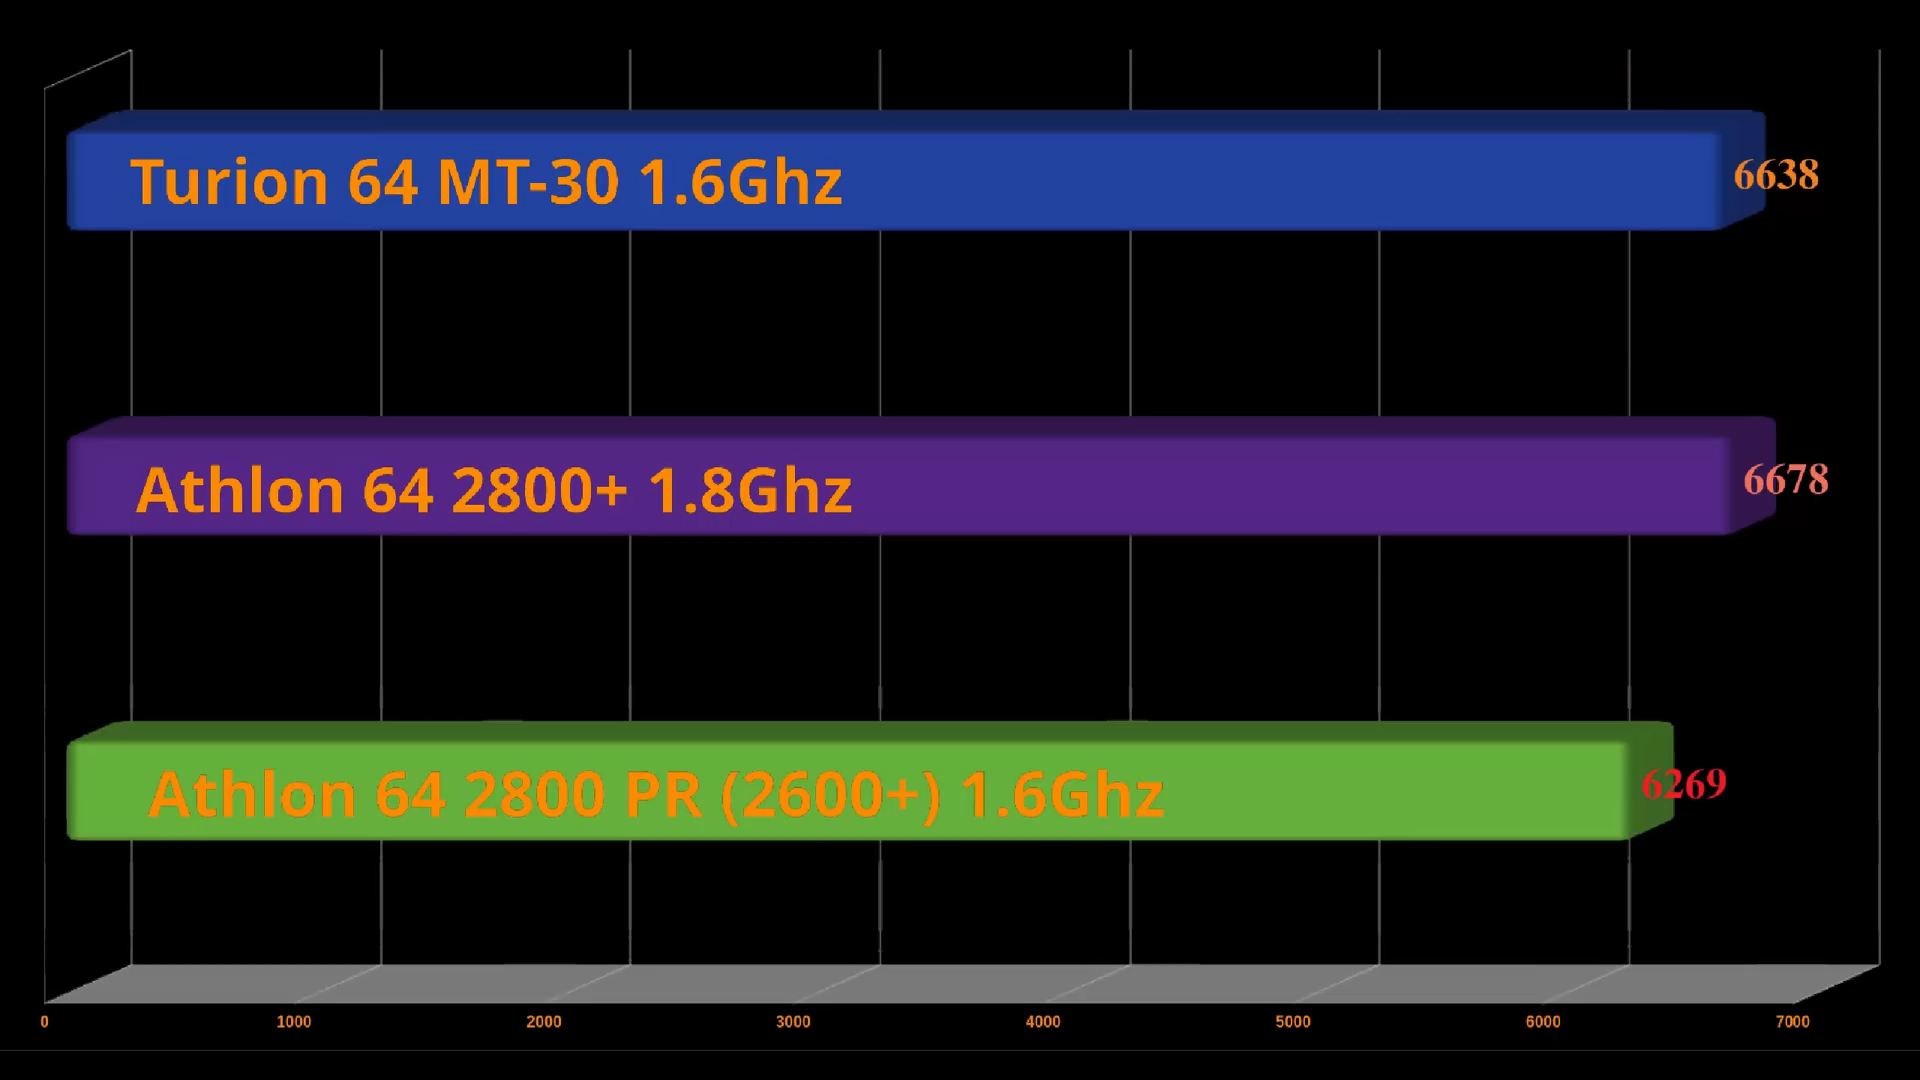 Turion 64 MT-30 1.6Ghz
6638
Athlon 64 2800+ 1.8Ghz
6678
Athlon 64 2800 PR (2600+) 1.6Ghz
6269
0 1000 2000 3000 4000 5000 6000 7000